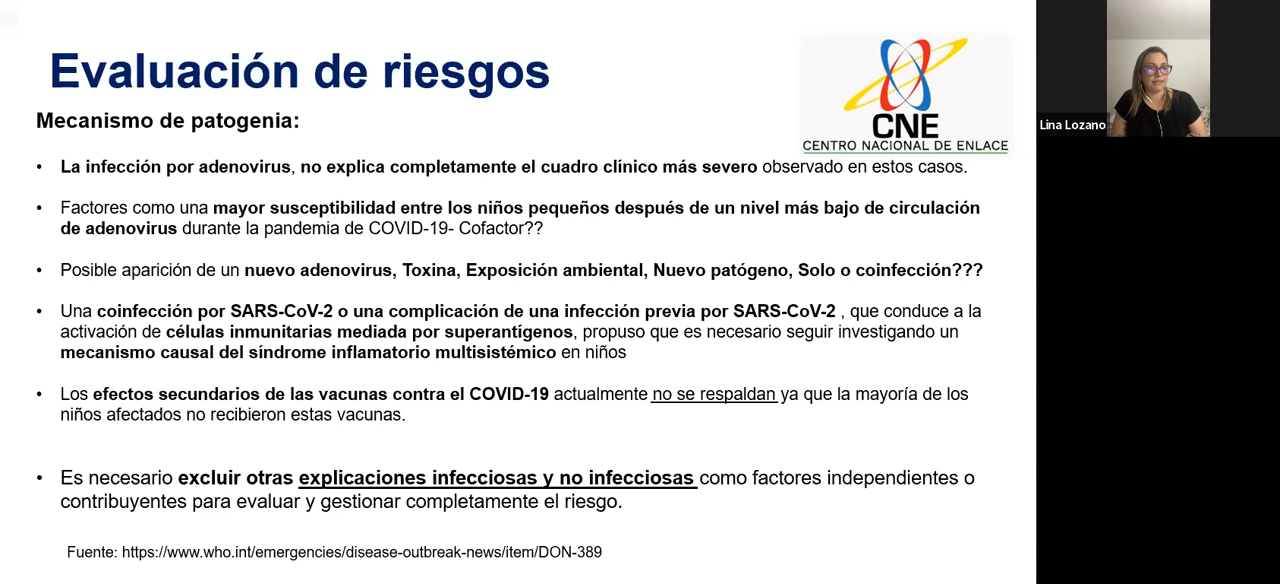 Evaluación de riesgos
CNE
CENTRO NACIONAL DE ENLACE
Lina Lozano
Mecanismo de patogenia:
• La infección por adenovirus, no explica completamente el cuadro clínico más severo observado en estos casos.
• Factores como una mayor susceptibilidad entre los niños pequeños después de un nivel más bajo de circulación
de adenovirus durante la pandemia de COVID-19- Cofactor??
• Posible aparición de un nuevo adenovirus, Toxina, Exposición ambiental, Nuevo patógeno, Solo o coinfección???
• Una coinfección por SARS-CoV-2 o una complicación de una infección previa por SARS-CoV-2 , que conduce a la
activación de células inmunitarias mediada por superantígenos, propuso que es necesario seguir investigando un
mecanismo causal del síndrome inflamatorio multisistémico en niños
• Los efectos secundarios de las vacunas contra el COVID-19 actualmente no se respaldan ya que la mayoría de los
niños afectados no recibieron estas vacunas.
• Es necesario excluir otras explicaciones infecciosas y no infecciosas como factores independientes o
contribuyentes para evaluar y gestionar completamente el riesgo.
Fuente: https://www.who.int/emergencies/disease-outbreak-news/item/DON-389